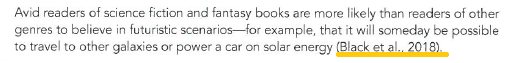 Avid readers of science fiction and fantasy books are more likely than readers of other
genres to believe in futuristic scenarios—for example, that it will someday be possible
to travel to other galaxies or power a car on solar energy (Black et al., 2018).